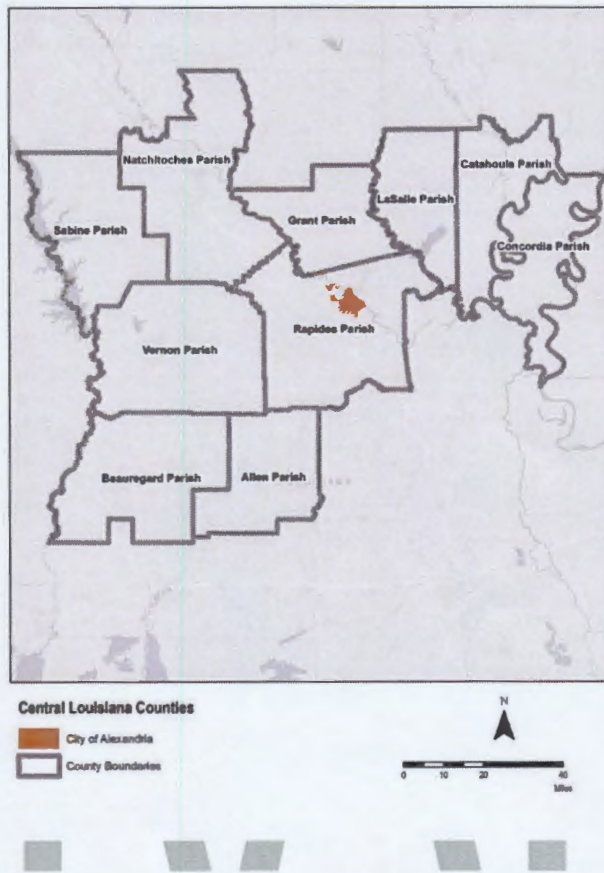 Natchitoches Parish
Catahoula Parish
LaSalle Parish
Grant Parish
Sabine Parish
Concordia Parish
Rapides Parish
Vernon Parish
Beauregard Parish
Allen Parish
Central Louisiana Counties
City of Alexandria
County Boundaries
N
0 10 20 40
Miles